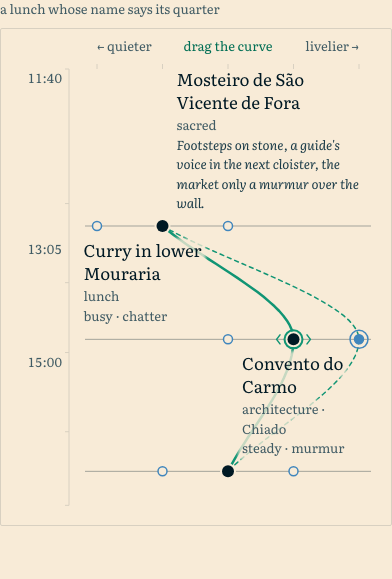 a lunch whose name says its quarter
← quieter
drag the curve
livelier →
11:40
Mosteiro de São
Vicente de Fora
sacred
Footsteps on stone, a guide's
voice in the next cloister, the
market only a murmur over the
wall.
13:05
Curry in lower
Mouraria
lunch
busy · chatter
15:00
Convento do
Carmo
architecture ·
Chiado
steady · murmur